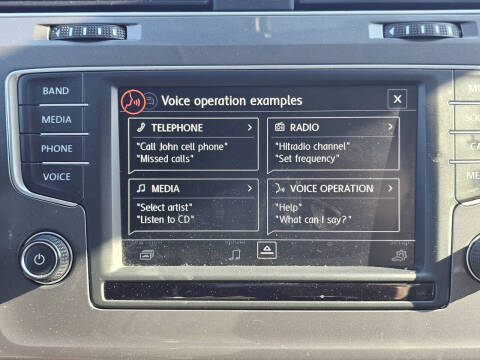 Voice operation examples
X
BAND
MEDIA
PHONE
VOICE
TELEPHONE >
"Call John cell phone"
"Missed calls"
RADIO >
"Hitradio channel"
"Set frequency"
MEDIA >
"Select artist"
"Listen to CD"
VOICE OPERATION >
"Help"
"What can I say?"